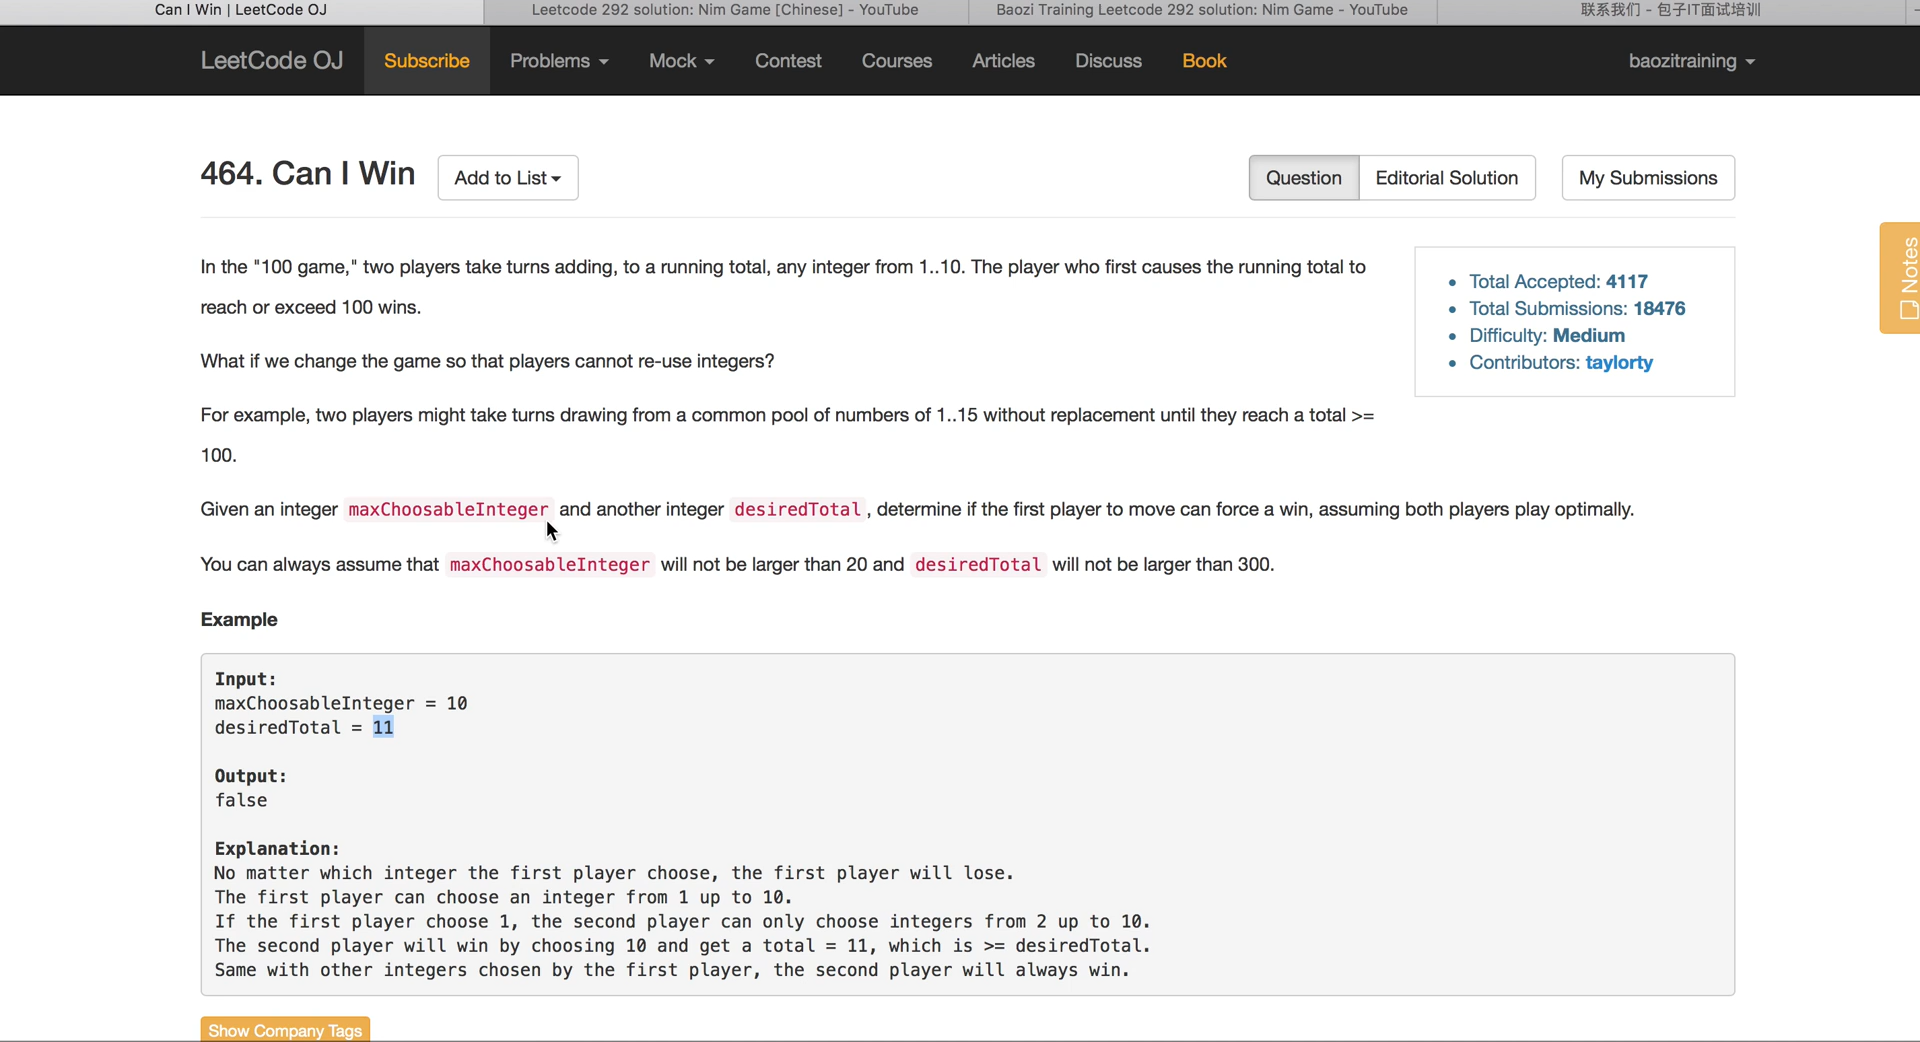 Can I Win | LeetCode OJ
Leetcode 292 solution: Nim Game [Chinese] - YouTube
Baozi Training Leetcode 292 solution: Nim Game - YouTube
联系我们 - 包子IT面试培训
LeetCode OJ
Subscribe
Problems
Mock
Contest
Courses
Articles
Discuss
Book
baozitraining
464. Can I Win
Add to List
Question
Editorial Solution
My Submissions
In the "100 game," two players take turns adding, to a running total, any integer from 1..10. The player who first causes the running total to
reach or exceed 100 wins.
What if we change the game so that players cannot re-use integers?
For example, two players might take turns drawing from a common pool of numbers of 1..15 without replacement until they reach a total >=
100.
Total Accepted: 4117
Total Submissions: 18476
Difficulty: Medium
Contributors: taylorty
Notes
Given an integer maxChoosableInteger and another integer desiredTotal, determine if the first player to move can force a win, assuming both players play optimally.
You can always assume that maxChoosableInteger will not be larger than 20 and desiredTotal will not be larger than 300.
Example
Input:
maxChoosableInteger = 10
desiredTotal = 11
Output:
false
Explanation:
No matter which integer the first player choose, the first player will lose.
The first player can choose an integer from 1 up to 10.
If the first player choose 1, the second player can only choose integers from 2 up to 10.
The second player will win by choosing 10 and get a total = 11, which is >= desiredTotal.
Same with other integers chosen by the first player, the second player will always win.
Show Company Tags